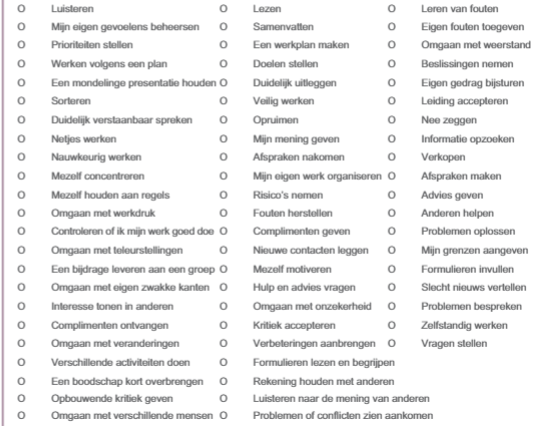 O Luisteren O Lezen O Leren van fouten
O Mijn eigen gevoelens beheersen O Samenvatten O Eigen fouten toegeven
O Prioriteiten stellen O Een werkplan maken O Omgaan met weerstand
O Werken volgens een plan O Doelen stellen O Beslissingen nemen
O Een mondelinge presentatie houden O Duidelijk uitleggen O Eigen gedrag bijsturen
O Sorteren O Veilig werken O Leiding accepteren
O Duidelijk verstaanbaar spreken O Opruimen O Nee zeggen
O Netjes werken O Mijn mening geven O Informatie opzoeken
O Nauwkeurig werken O Afspraken nakomen O Verkopen
O Mezelf concentreren O Mijn eigen werk organiseren O Afspraken maken
O Mezelf houden aan regels O Risico's nemen O Advies geven
O Omgaan met werkdruk O Fouten herstellen O Anderen helpen
O Controleren of ik mijn werk goed doe O Complimenten geven O Problemen oplossen
O Omgaan met teleurstellingen O Nieuwe contacten leggen O Mijn grenzen aangeven
O Een bijdrage leveren aan een groep O Mezelf motiveren O Formulieren invullen
O Omgaan met eigen zwakke kanten O Hulp en advies vragen O Slecht nieuws vertellen
O Interesse tonen in anderen O Omgaan met onzekerheid O Problemen bespreken
O Complimenten ontvangen O Kritiek accepteren O Zelfstandig werken
O Omgaan met veranderingen O Verbeteringen aanbrengen O Vragen stellen
O Verschillende activiteiten doen O Formulieren lezen en begrijpen
O Een boodschap kort overbrengen O Rekening houden met anderen
O Opbouwende kritiek geven O Luisteren naar de mening van anderen
O Omgaan met verschillende mensen O Problemen of conflicten zien aankomen